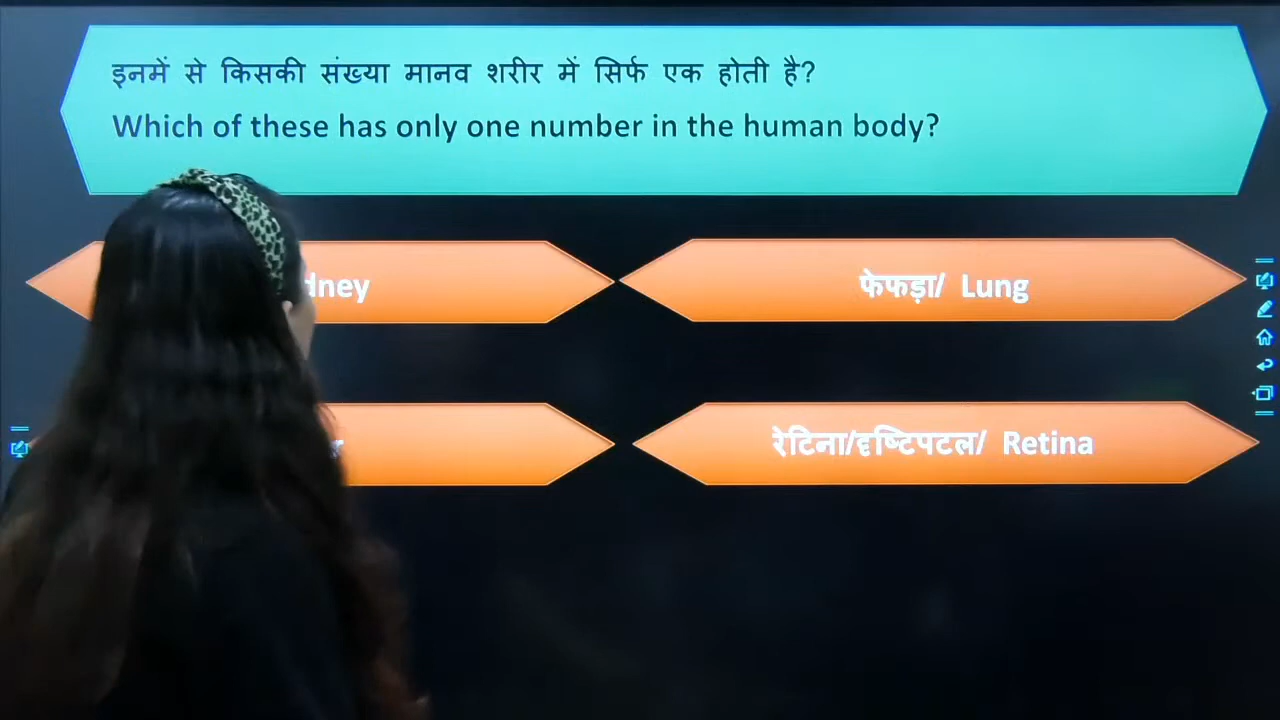 इनमें से किसकी संख्या मानव शरीर में सिर्फ एक होती है?
Which of these has only one number in the human body?
फेफड़ा/ Lung
रेटिना/दृष्टिपटल/ Retina